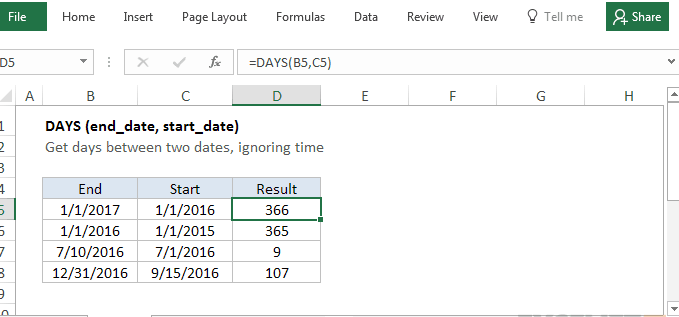 File Home Insert Page Layout Formulas Data Review View Tell me Share
D5 fx =DAYS(B5,C5)
A B C D E F G H
1 DAYS (end_date, start_date)
2 Get days between two dates, ignoring time
3
4 End Start Result
5 1/1/2017 1/1/2016 366
6 1/1/2016 1/1/2015 365
7 7/10/2016 7/1/2016 9
8 12/31/2016 9/15/2016 107
9